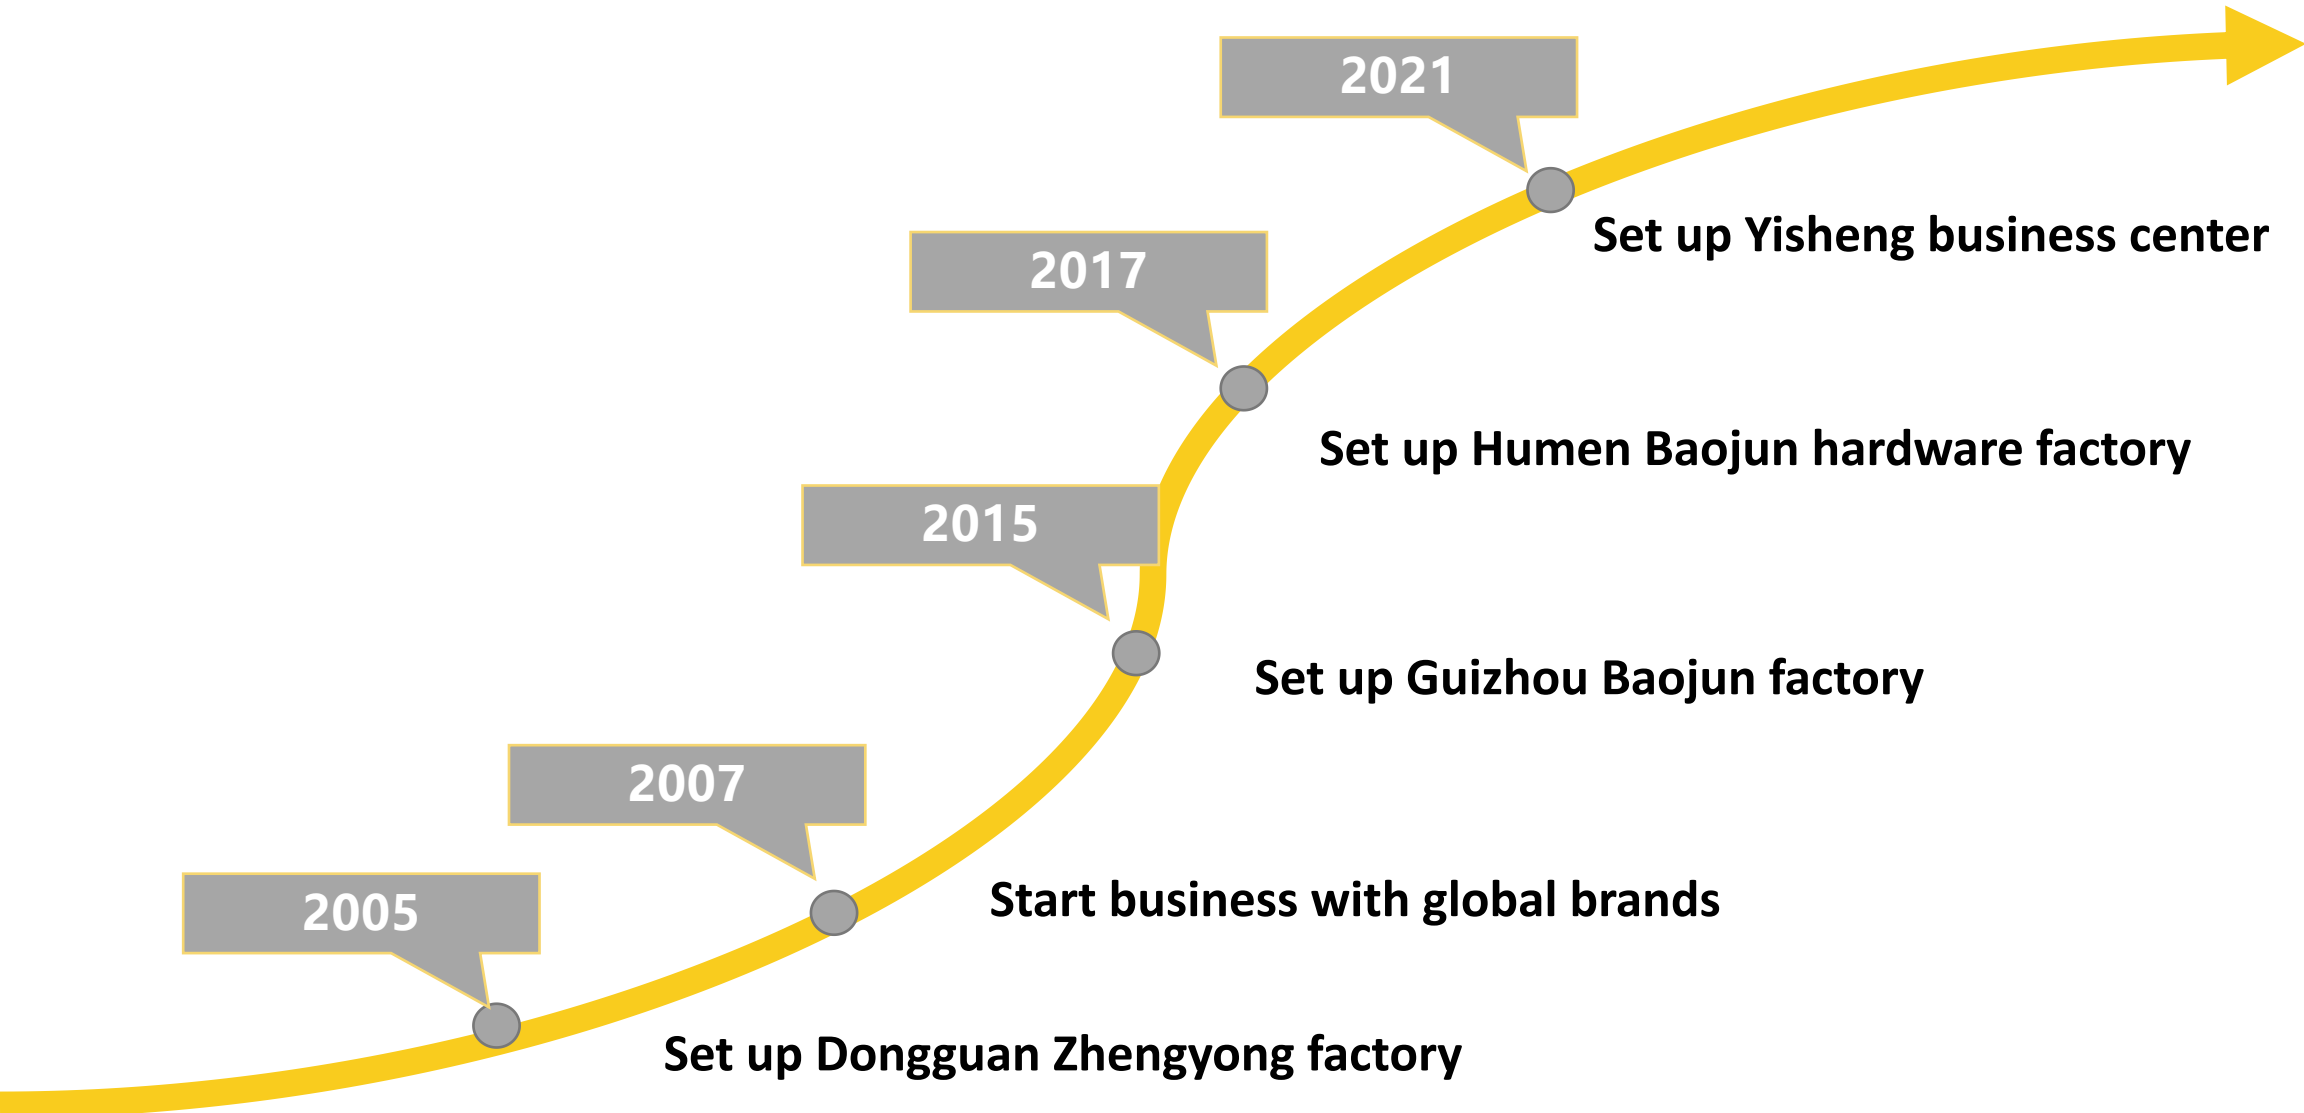 2021
Set up Yisheng business center
2017
Set up Humen Baojun hardware factory
2015
Set up Guizhou Baojun factory
2007
Start business with global brands
2005
Set up Dongguan Zhengyong factory